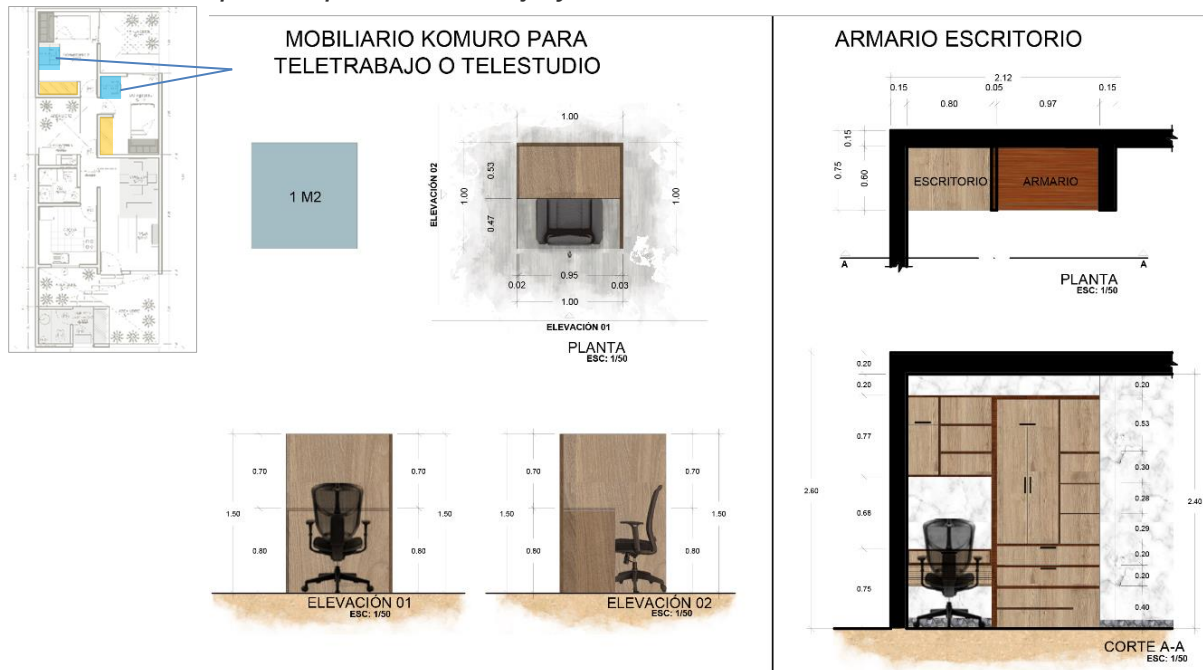 MOBILIARIO KOMURO PARA
TELETRABAJO O TELESTUDIO
1 M2
1.00
ELEVACIÓN 02
1.00
0.53
0.47
1.00
0.95
0.02
0.03
1.00
ELEVACIÓN 01
PLANTA
ESC: 1/50
1.50
0.70
0.80
0.70
0.80
1.50
ELEVACIÓN 01
ESC: 1/50
1.50
0.70
0.80
0.70
0.80
1.50
ELEVACIÓN 02
ESC: 1/50
ARMARIO ESCRITORIO
2.12
0.15
0.05
0.15
0.80
0.97
0.15
0.75
0.60
ESCRITORIO
ARMARIO
A
A
PLANTA
ESC: 1/50
0.20
0.20
0.77
2.60
0.68
0.75
0.20
0.53
0.30
0.28
2.40
0.29
0.20
0.20
0.40
CORTE A-A
ESC: 1/50